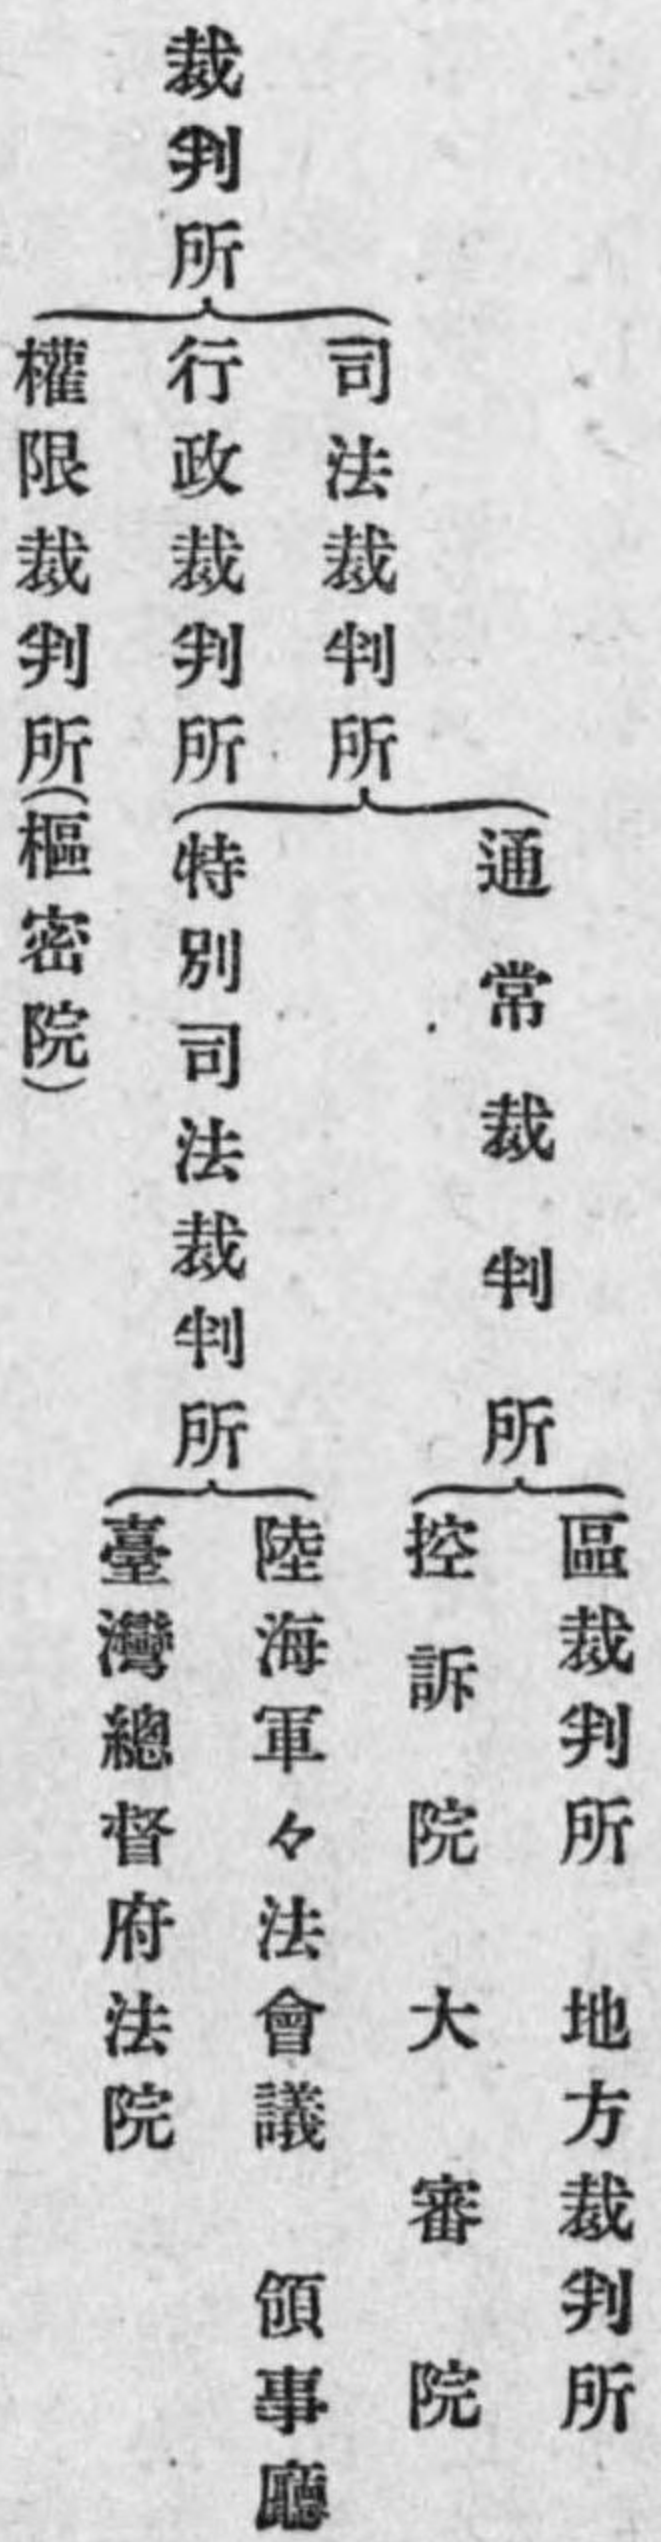 裁判所
司法裁判所
通常裁判所
區裁判所　地方裁判所
控訴院　大審院
特別司法裁判所
陸海軍々法會議　領事廳
臺灣總督府法院
行政裁判所
權限裁判所(樞密院)